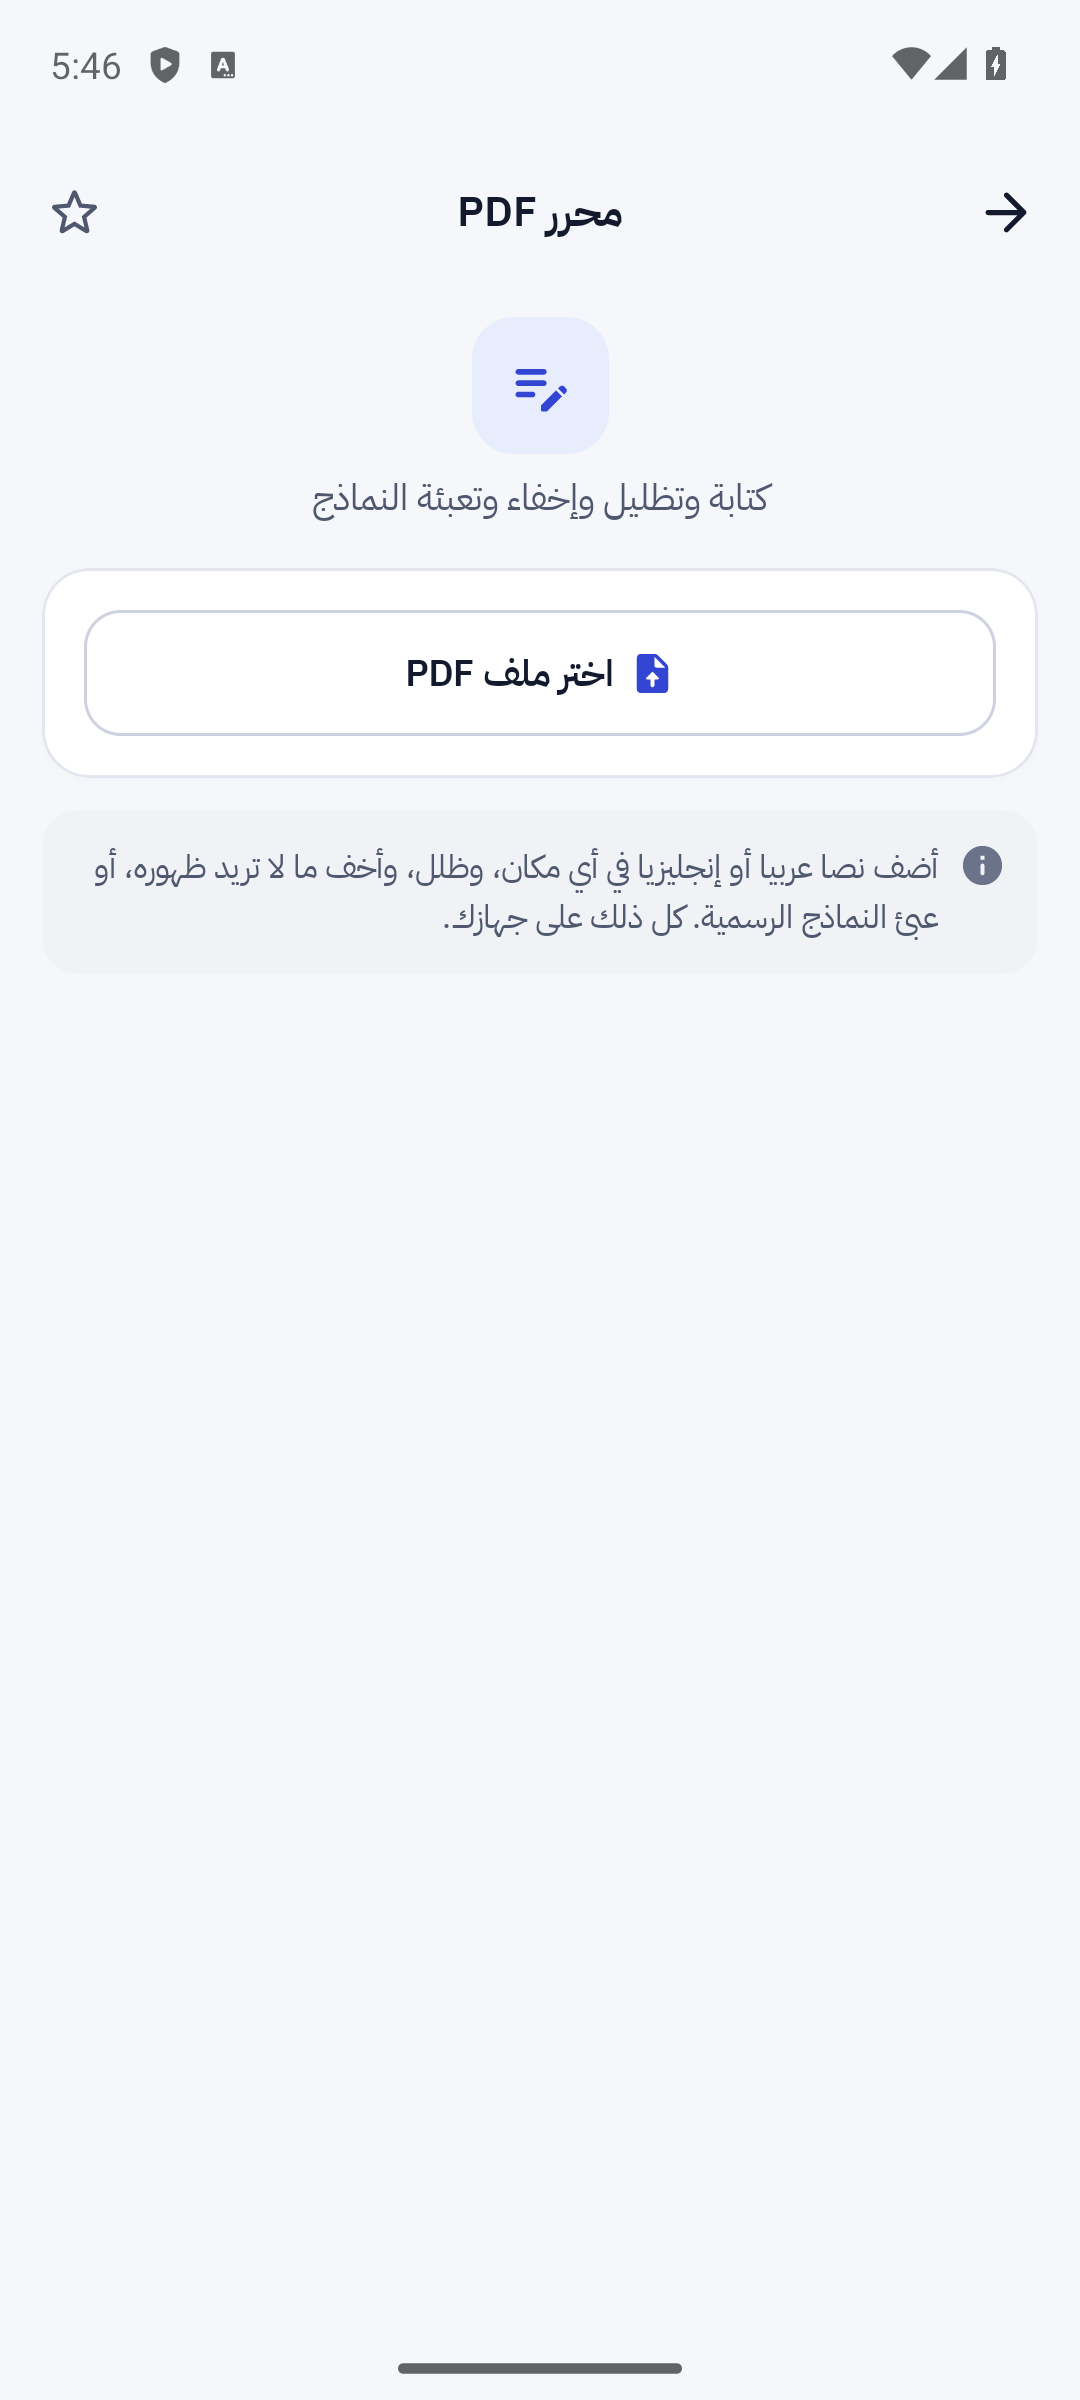 5:46
محرر PDF
كتابة وتظليل وإخفاء وتعبئة النماذج
اختر ملف PDF
أضف نصا عربيا أو إنجليزيا في أي مكان، وظلل، وأخف ما لا تريد ظهوره، أو
عبئ النماذج الرسمية. كل ذلك على جهازك.